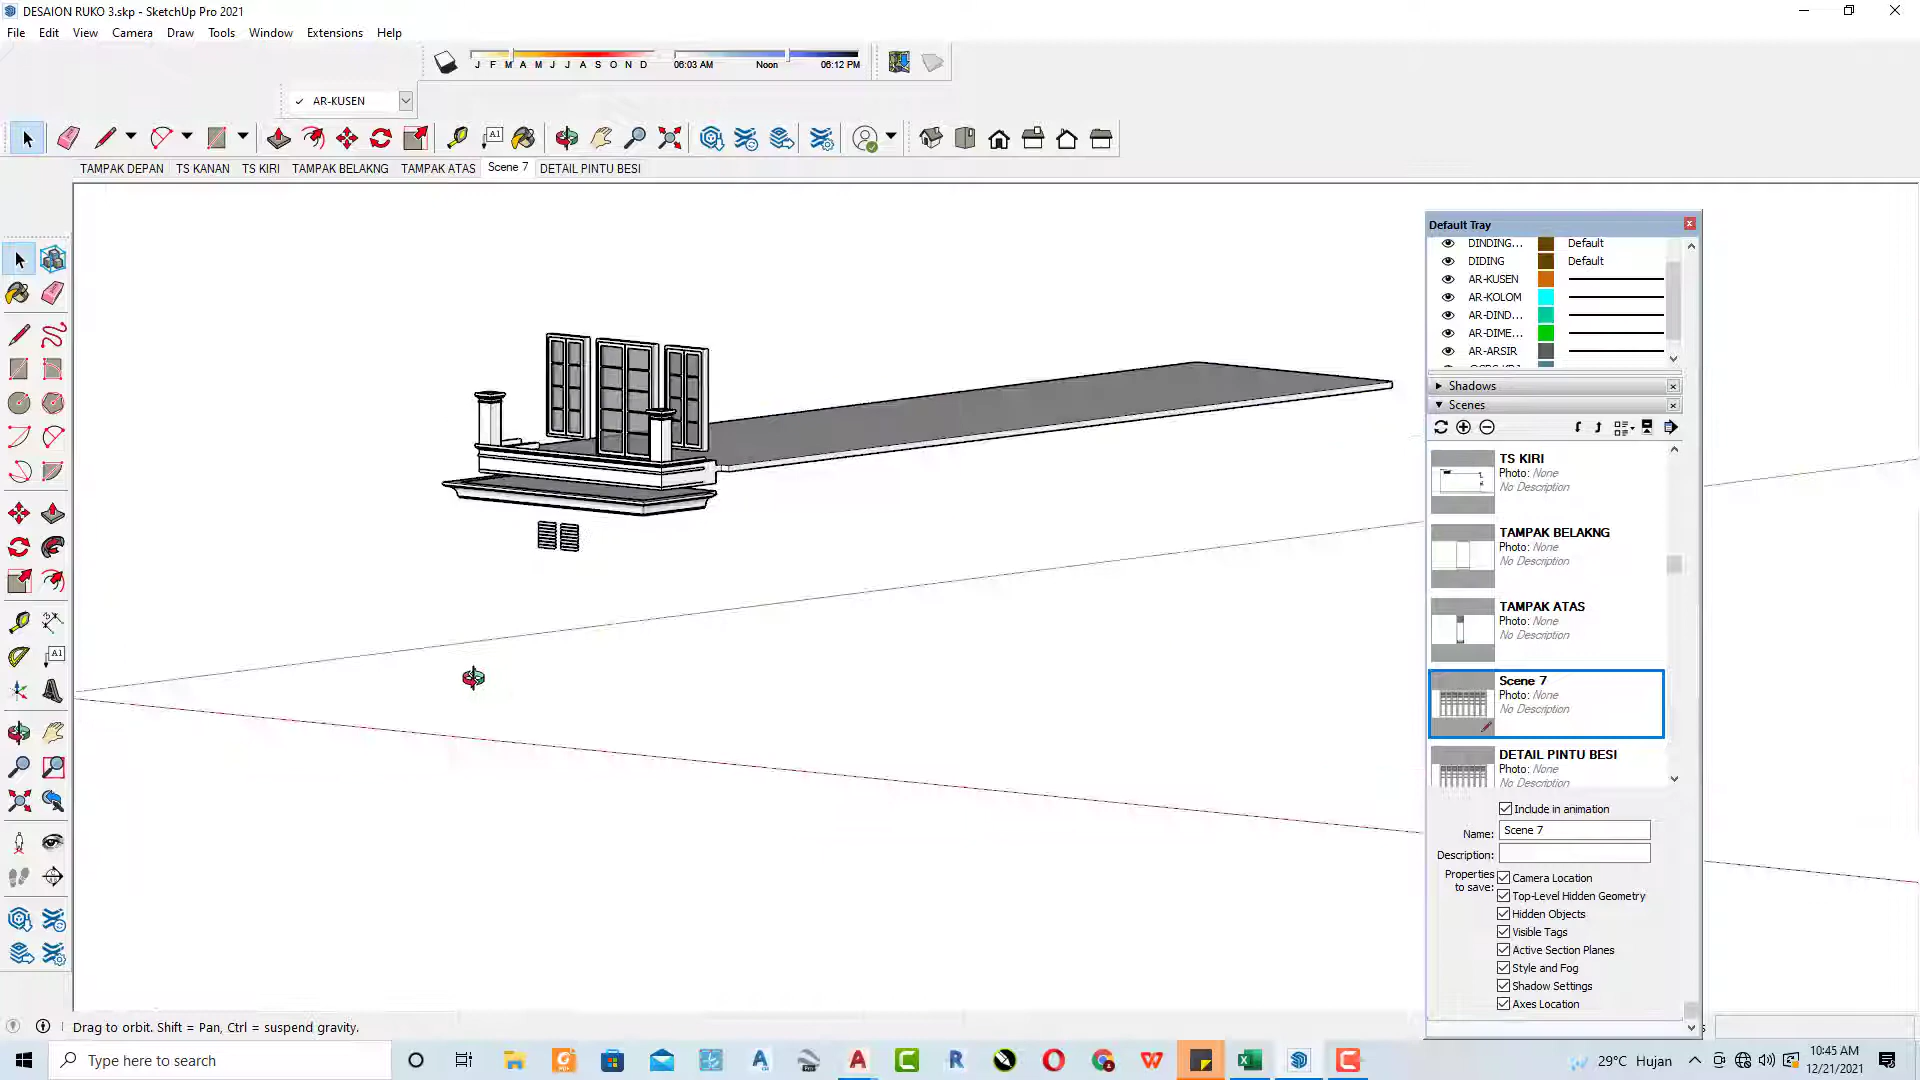 DESAION RUKO 3.skp - SketchUp Pro 2021
File Edit View Camera Draw Tools Window Extensions Help
J F M A M J J A S O N D 06:03 AM Noon 06:12 PM
AR-KUSEN
TAMPAK DEPAN TS KANAN TS KIRI TAMPAK BELAKNG TAMPAK ATAS Scene 7 DETAIL PINTU BESI
Default Tray
DINDING... Default
DIDING Default
AR-KUSEN
AR-KOLOM
AR-DIND...
AR-DIME...
AR-ARSIR
Shadows
Scenes
TS KIRI
Photo: None
No Description
TAMPAK BELAKNG
Photo: None
No Description
TAMPAK ATAS
Photo: None
No Description
Scene 7
Photo: None
No Description
DETAIL PINTU BESI
Photo: None
No Description
Include in animation
Name: Scene 7
Description:
Properties to save:
Camera Location
Top-Level Hidden Geometry
Hidden Objects
Visible Tags
Active Section Planes
Style and Fog
Shadow Settings
Axes Location
Drag to orbit. Shift = Pan, Ctrl = suspend gravity.
Type here to search
29°C Hujan
10:45 AM
12/21/2021